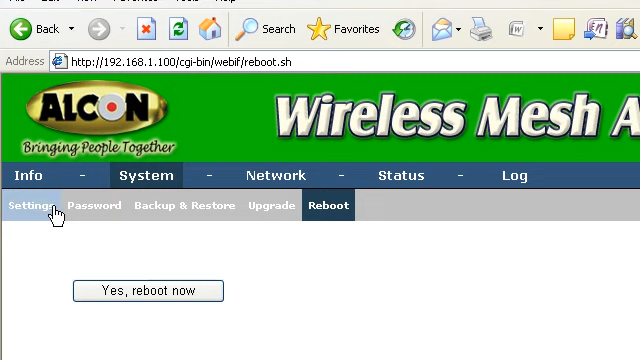 Back
Search
Favorites
Address http://192.168.1.100/cgi-bin/webif/reboot.sh
ALCON
Bringing People Together
Wireless Mesh A
Info - System - Network - Status - Log
Settings Password Backup & Restore Upgrade Reboot
Yes, reboot now